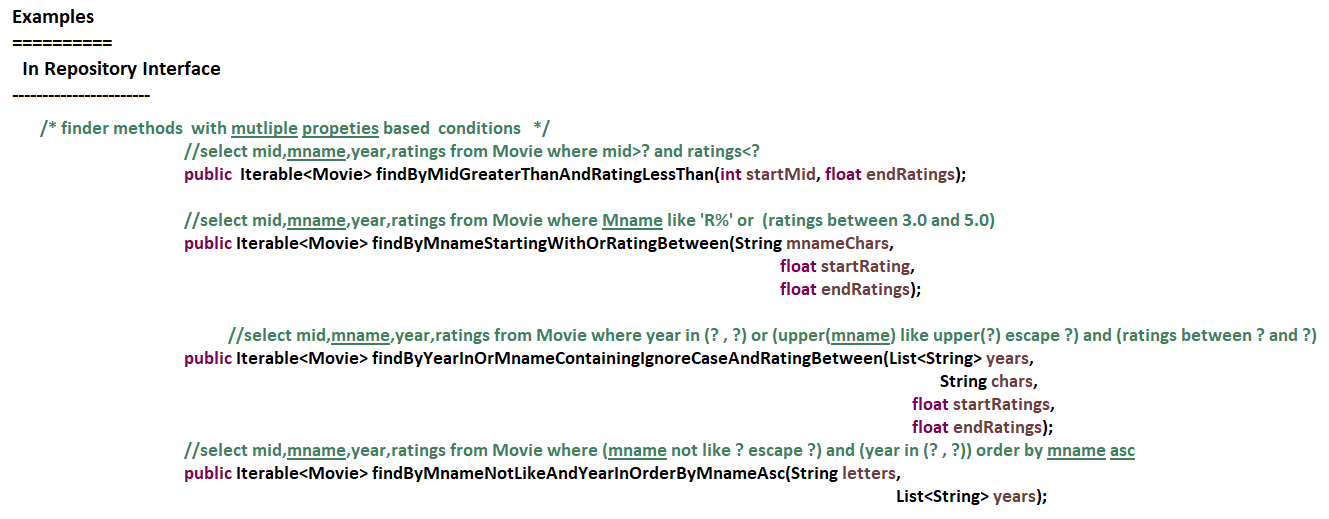 Examples
==========
In Repository Interface
-----------------------
/* finder methods with mutliple propeties based conditions */
//select mid,mname,year,ratings from Movie where mid>? and ratings<?
public Iterable<Movie> findByMidGreaterThanAndRatingLessThan(int startMid, float endRatings);
//select mid,mname,year,ratings from Movie where Mname like 'R%' or (ratings between 3.0 and 5.0)
public Iterable<Movie> findByMnameStartingWithOrRatingBetween(String mnameChars,
float startRating,
float endRatings);
//select mid,mname,year,ratings from Movie where year in (? , ?) or (upper(mname) like upper(?) escape ?) and (ratings between ? and ?)
public Iterable<Movie> findByYearInOrMnameContainingIgnoreCaseAndRatingBetween(List<String> years,
String chars,
float startRatings,
float endRatings);
//select mid,mname,year,ratings from Movie where (mname not like ? escape ?) and (year in (? , ?)) order by mname asc
public Iterable<Movie> findByMnameNotLikeAndYearInOrderByMnameAsc(String letters,
List<String> years);